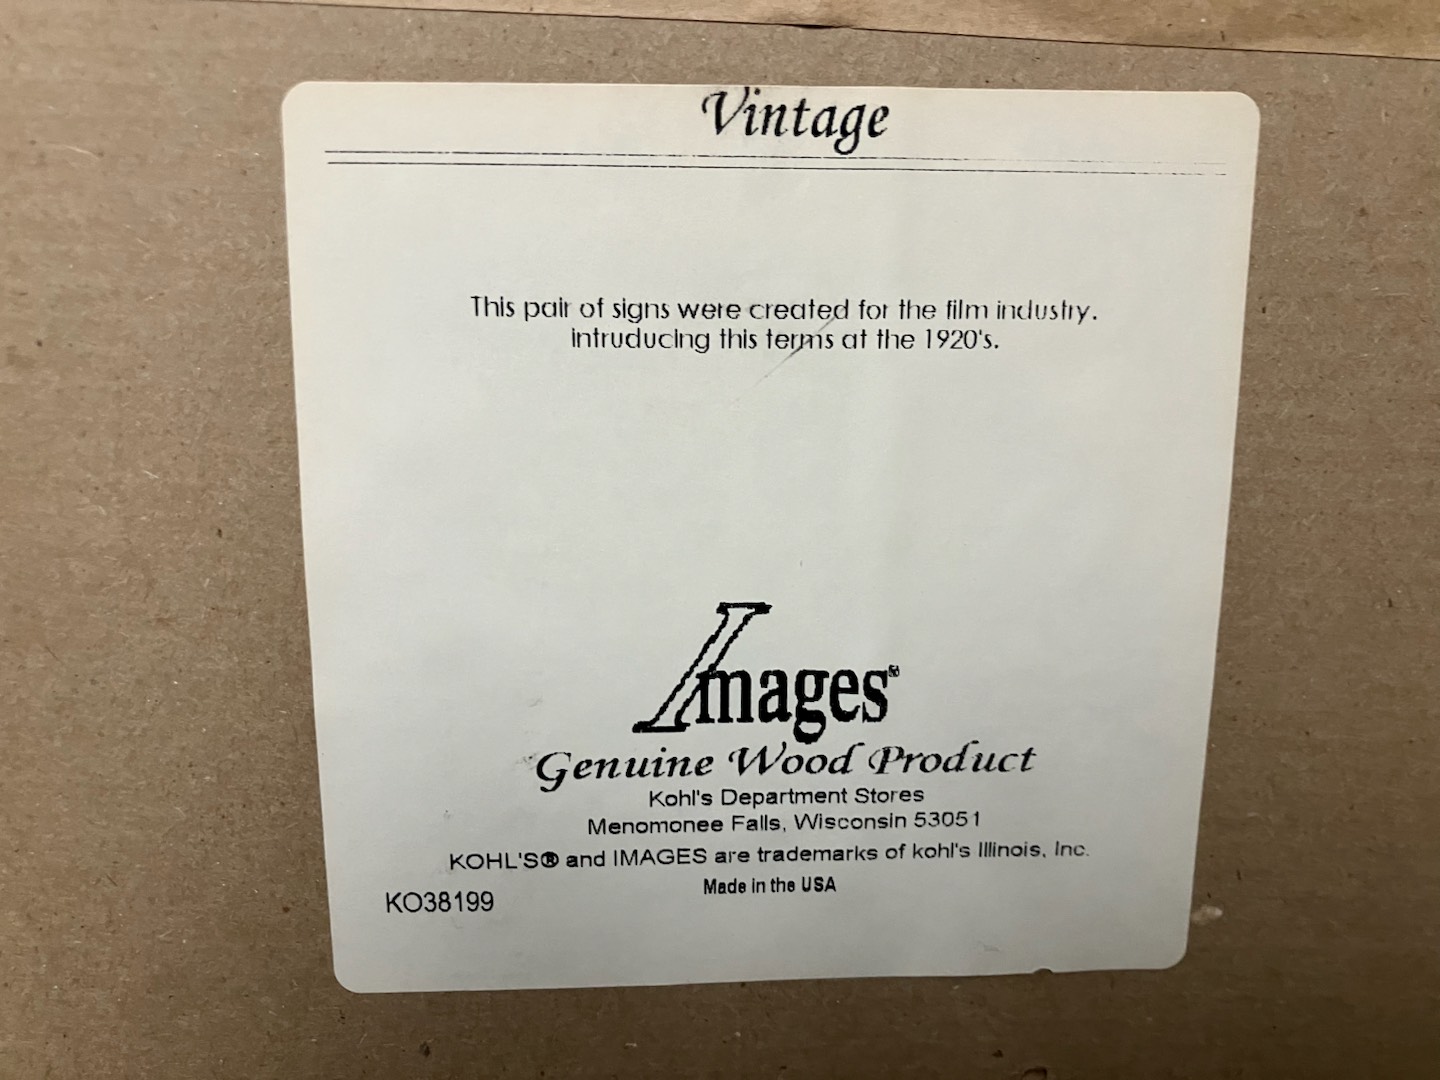 Vintage
This pair of signs were created for the film industry.
intruducing this terms at the 1920's.
Images
Genuine Wood Product
Kohl's Department Stores
Menomonee Falls, Wisconsin 53051
KOHL'S® and IMAGES are trademarks of kohl's Illinois, Inc.
Made in the USA
KO38199